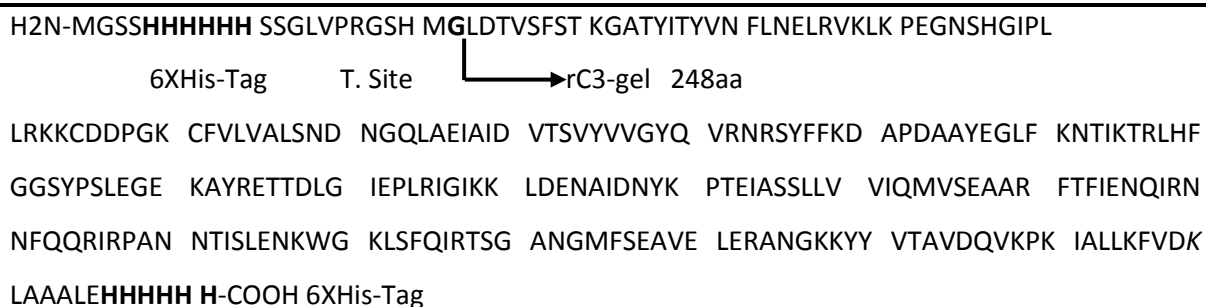 H2N-MGSSHHHHHH SSGLVPRGSH MGLDTVSFST KGATYITYVN FLNELRVKLK PEGNSHGIPL
6XHis-Tag T. Site rC3-gel 248aa
LRKKCDDPGK CFVLVALSND NGQLAEIAID VTSVYVVGYQ VRNRSYFFKD APDAAYEGLF KNTIKTRLHF
GGSYPSLEGE KAYRETTDLG IEPLRIGIKK LDENAIDNYK PTEIASSLLV VIQMVSEAAR FTFIENQIRN
NFQQRIRPAN NTISLENKWG KLSFQIRTSG ANGMFSEAVE LERANGKKYY VTAVDQVKPK IALLKFVDK
LAAALEHHHHH H-COOH 6XHis-Tag